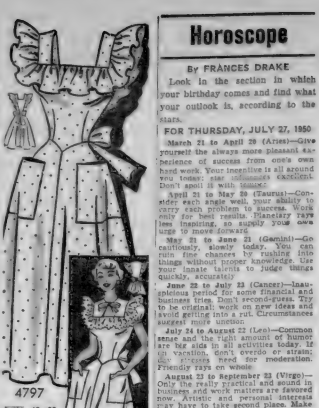 Horoscope
By FRANCES DRAKE
Look in the section in which
your birthday comes and find what
your outlook is, according to the
stars.
FOR THURSDAY, JULY 27, 1950
March 21 to April 20 (Aries)—Give
yourself the always more pleasant ex-
perience of success from one's own
hard work. Your incentive is all around
you today; star influences excellent.
Don't spoil it with temper.
April 21 to May 20 (Taurus)—Con-
sider each angle well, your ability to
carry each problem to success. Work
only for best results. Planetary rays
less inspiring, so supply your own
urge to move forward.
May 21 to June 21 (Gemini)—Go
cautiously, slowly today. You can
ruin fine chances by rushing into
things without proper knowledge. Use
your innate talents to judge things
quickly, accurately
June 22 to July 23 (Cancer)—Inau-
spicious period for some financial and
business fries. Don't second-guess. Try
to be original; work on new ideas and
avoid getting into a rut. Circumstances
suggest more
July 24 to August 22 (Leo)—Common
sense and the right amount of humor
are big aids in all activities today. If
on vacation, don't overdo or strain;
need for moderation.
Friendly rays on whole.
August 23 to September 23 (Virgo)—
Only the really practical and sound in
business and work matters are favored
now. Artistic and personal interests
may have to take second place. Make
4797